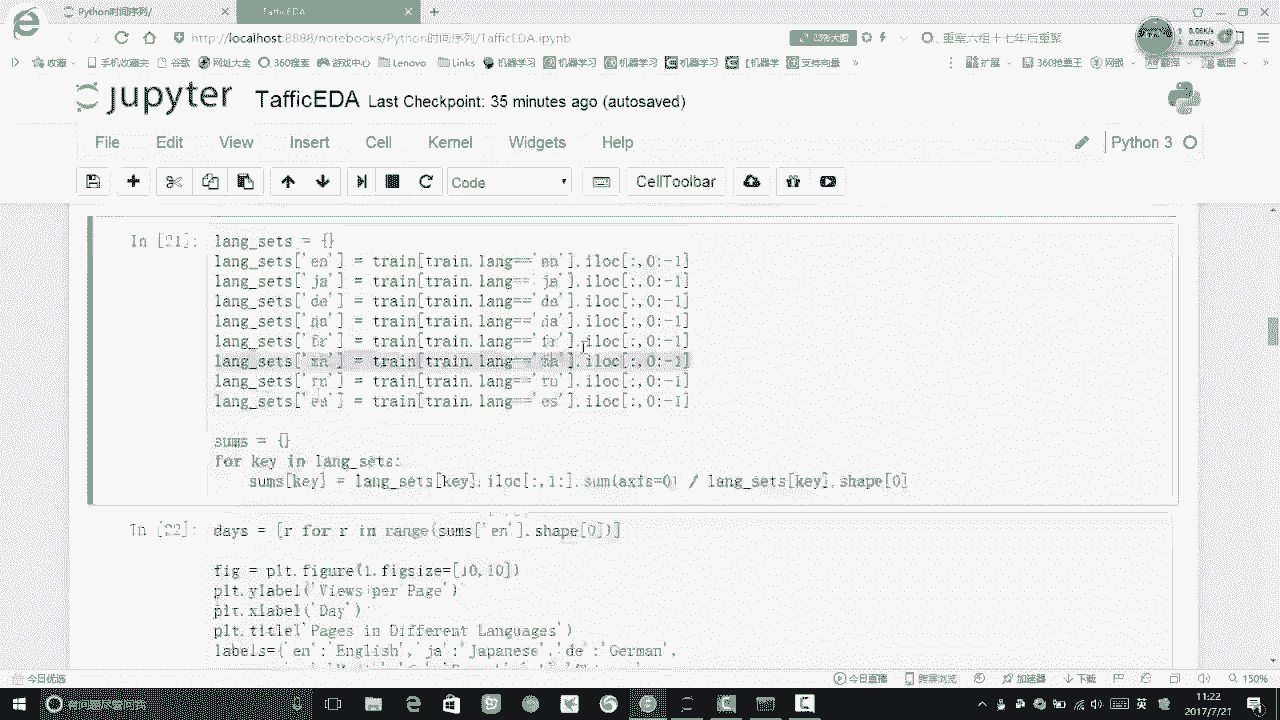 Python时间序列/
TafficEDA
http://localhost:8888/notebooks/Python时间序列/TafficEDA.ipynb
重案六组十七年后重聚
收藏 手机收藏夹 谷歌 网址大全 360搜索 游戏中心 Lenovo Links 机器学习 机器学习 机器学习 机器学习 【机器学 支持向量 »
扩展 360抢票王 网银 截图 »
jupyter TafficEDA Last Checkpoint: 35 minutes ago (autosaved)
File Edit View Insert Cell Kernel Widgets Help
Python 3
Code CellToolbar
In [21]: lang_sets = {}
lang_sets['en'] = train[train.lang=='en'].iloc[:,0:-1]
lang_sets['ja'] = train[train.lang=='ja'].iloc[:,0:-1]
lang_sets['de'] = train[train.lang=='de'].iloc[:,0:-1]
lang_sets['na'] = train[train.lang=='na'].iloc[:,0:-1]
lang_sets['fr'] = train[train.lang=='fr'].iloc[:,0:-1]
lang_sets['zh'] = train[train.lang=='zh'].iloc[:,0:-1]
lang_sets['ru'] = train[train.lang=='ru'].iloc[:,0:-1]
lang_sets['es'] = train[train.lang=='es'].iloc[:,0:-1]
sums = {}
for key in lang_sets:
sums[key] = lang_sets[key].iloc[:,1:].sum(axis=0) / lang_sets[key].shape[0]
In [22]: days = [r for r in range(sums['en'].shape[0])]
fig = plt.figure(1,figsize=[10,10])
plt.ylabel('Views per Page')
plt.xlabel('Day')
plt.title('Pages in Different Languages')
labels={'en':'English','ja':'Japanese','de':'German',
今日优选
今日直播 跨屏浏览 加速器 下载 150%
11:22
2017/7/21